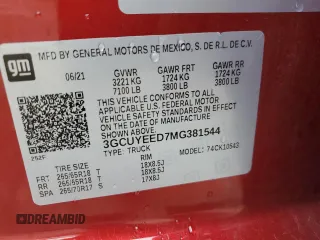 gm
MFD BY GENERAL MOTORS DE MEXICO, S. DE R.L. DE C.V.
06/21 GVWR GAWR FRT GAWR RR
3221 KG 1724 KG 1724 KG
7100 LB 3800 LB 3800 LB
THIS VEHICLE CONFORMS TO ALL
APPLICABLE U.S. FEDERAL MOTOR
VEHICLE SAFETY STANDARDS IN
EFFECT ON THE DATE OF
MANUFACTURE SHOWN ABOVE.
3GCUYEED7MG381544
TYPE: TRUCK MODEL: 74CK10543
TIRE SIZE RIM
FRT 265/65R18 T 18X8.5J
RR 265/65R18 T 18X8.5J
SPA 265/70R17 S 17X8J
DREAMBID